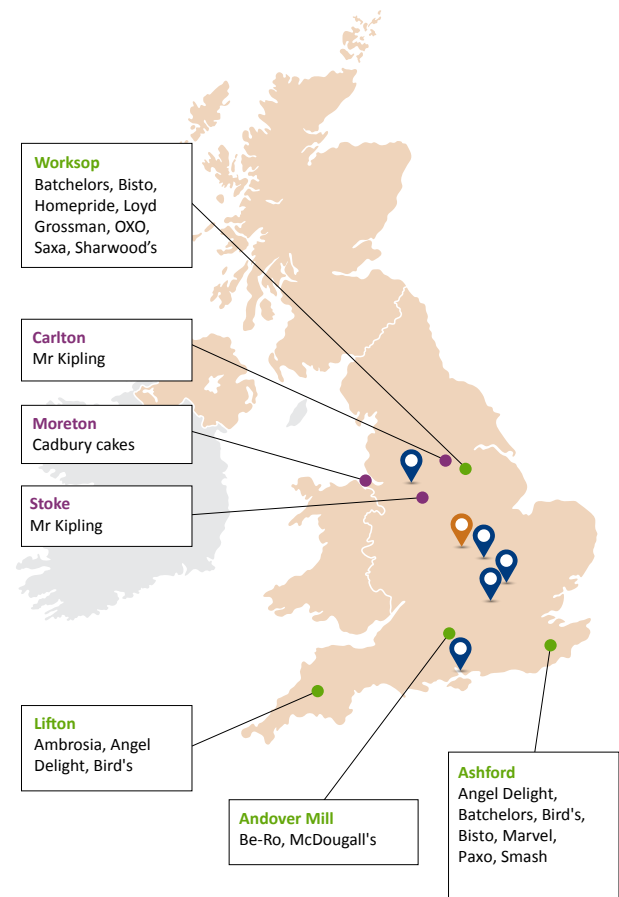 Worksop
Batchelors, Bisto,
Homepride, Loyd
Grossman, OXO,
Saxa, Sharwood’s
Carlton
Mr Kipling
Moreton
Cadbury cakes
Stoke
Mr Kipling
Lifton
Ambrosia, Angel
Delight, Bird's
Andover Mill
Be-Ro, McDougall's
Ashford
Angel Delight,
Batchelors, Bird's,
Bisto, Marvel,
Paxo, Smash